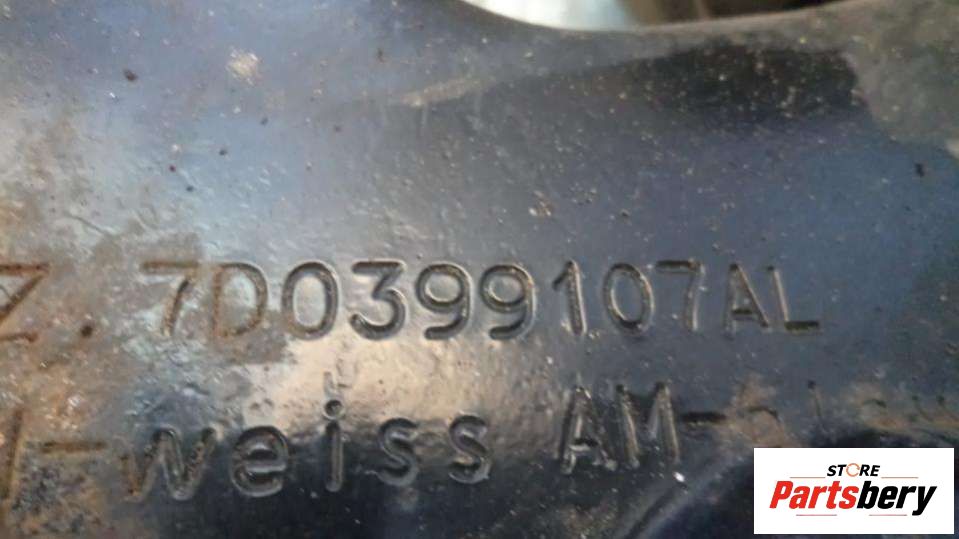 Z. 7D0399107AL
-weiss AM-
STORE
Partsbery